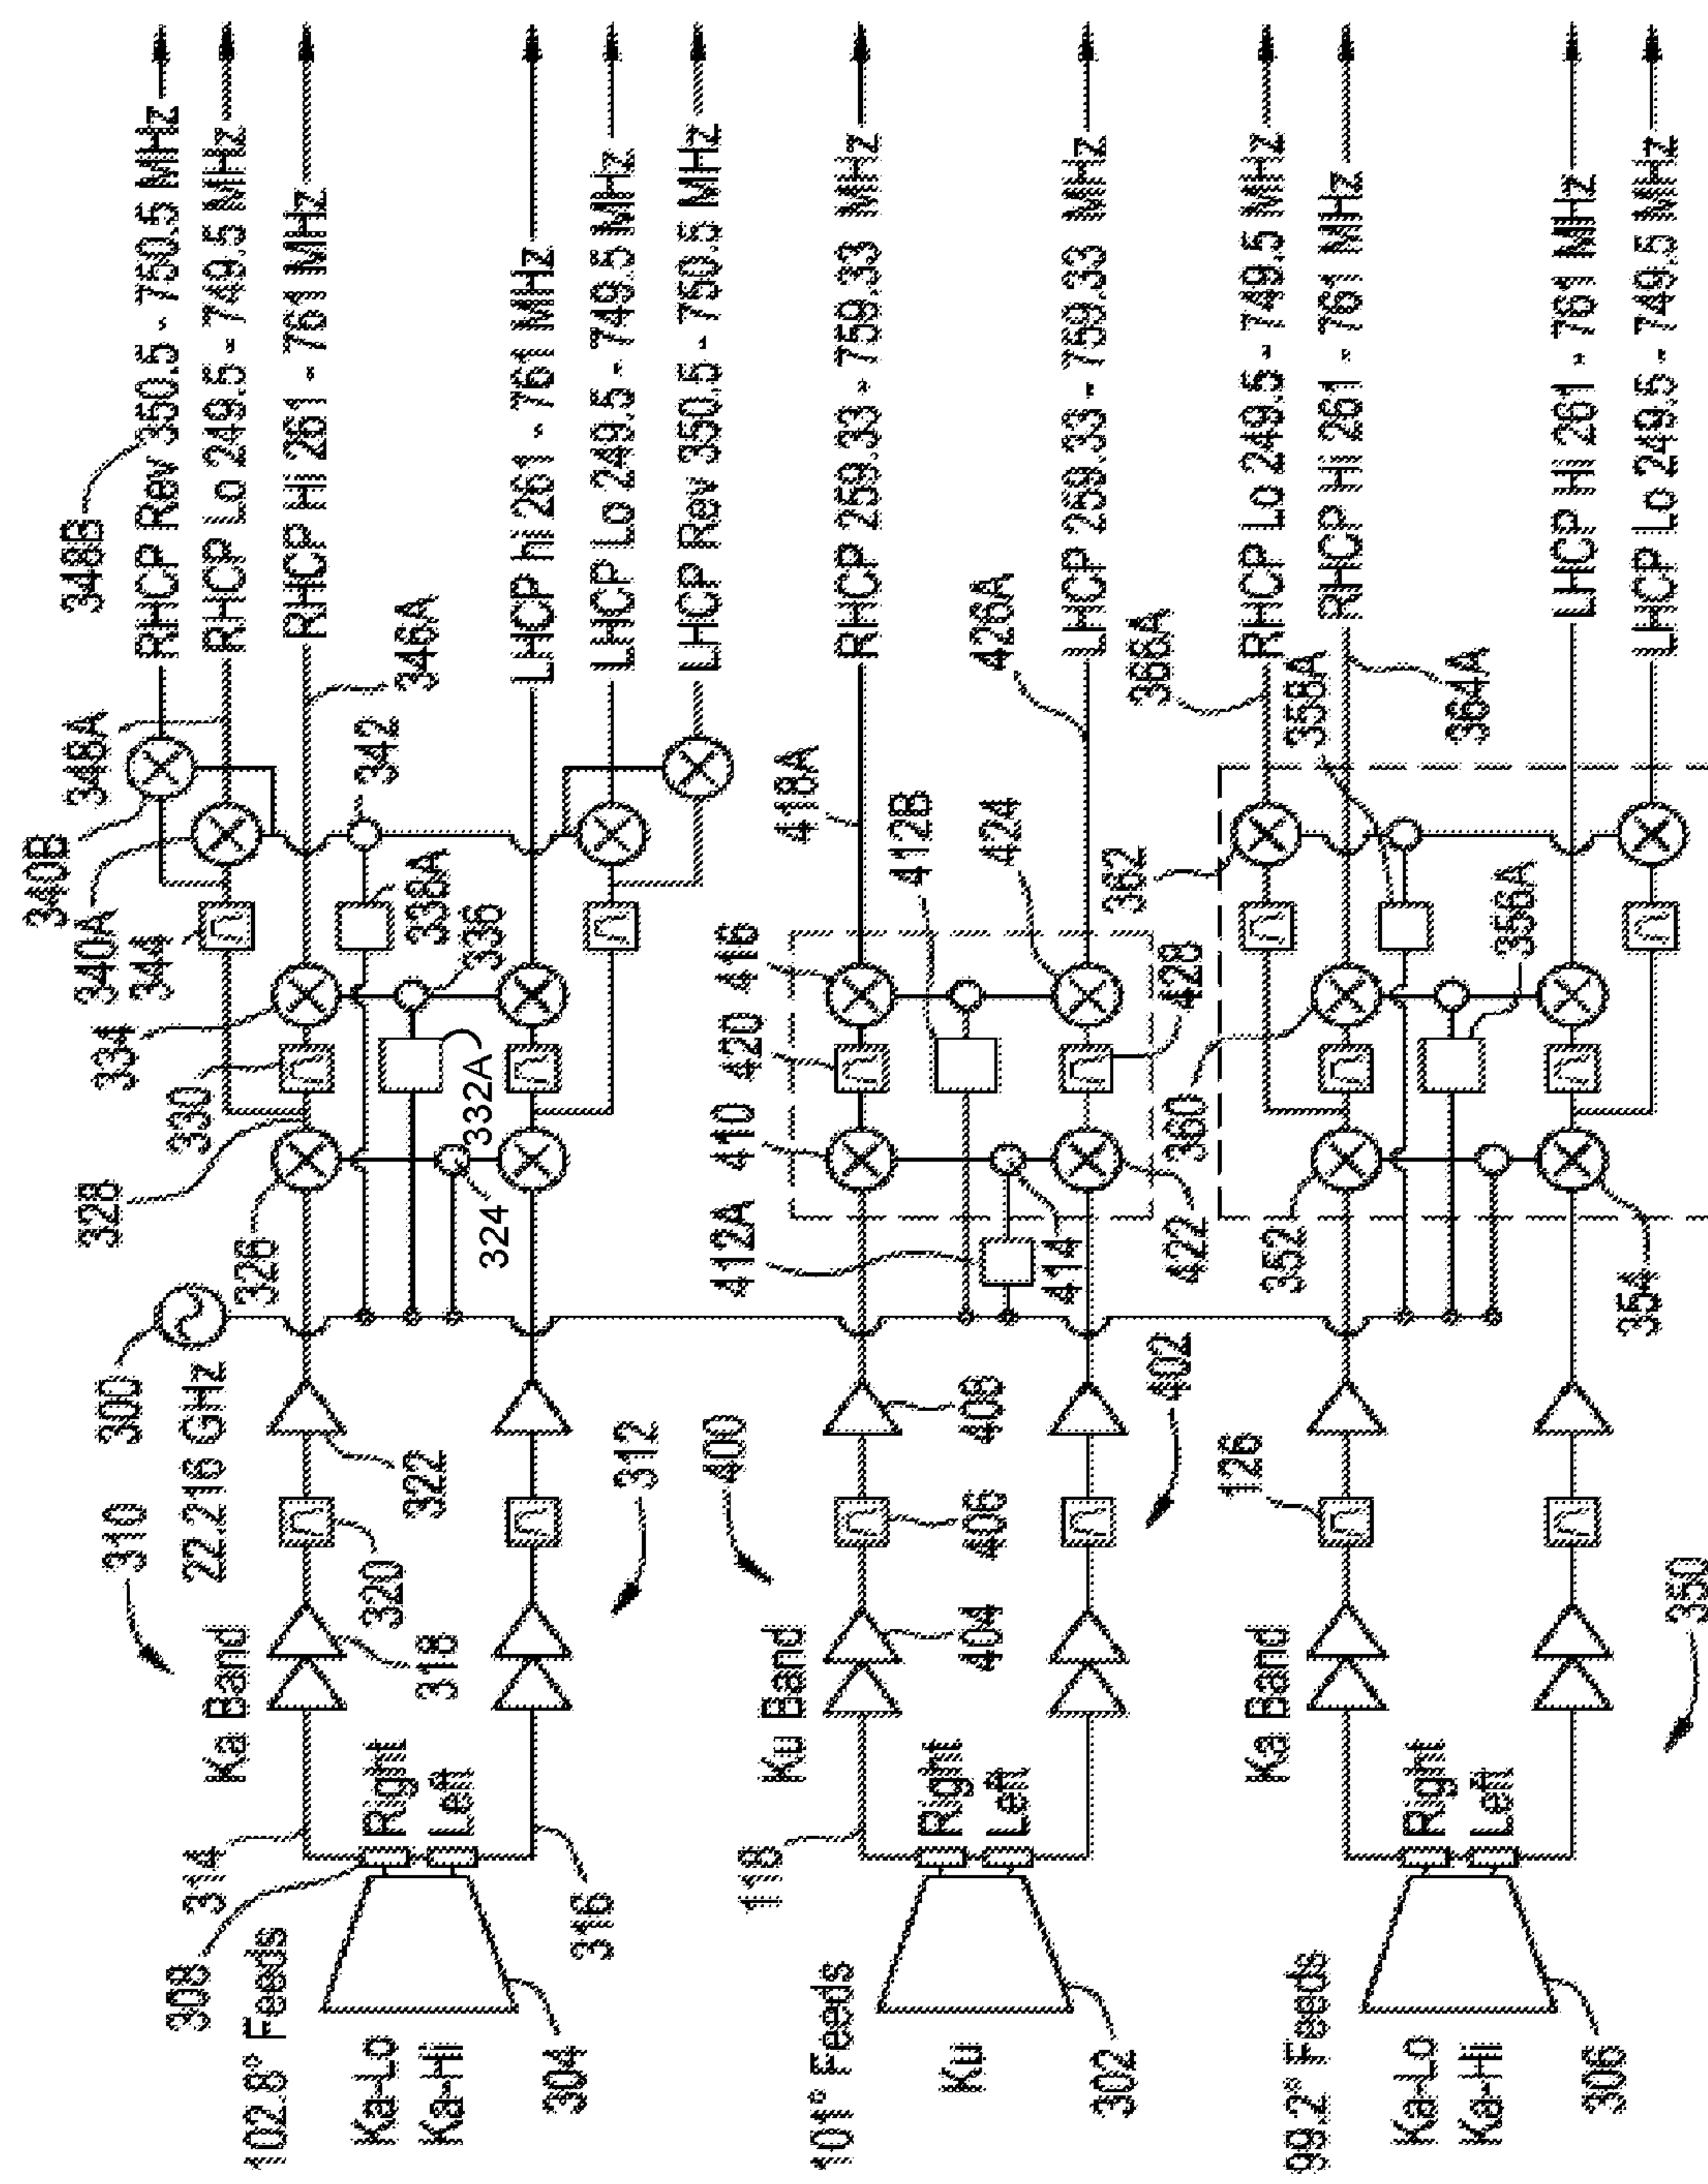 102.8° Feeds
Ka-Lo
Ka-Hi
304
308
314
Right
Left
316
Ka Band
310
318
320
322
312
300
22.216 GHz
326
328
324
330
332A
334
336
338A
344
340A
340B
342
348A
346A
348B
RHCP Rev 350.5 - 750.5 MHz
RHCP Lo 249.5 - 749.5 MHz
RHCP Hi 261 - 761 MHz
LHCP hi 261 - 761 MHz
LHCP Lo 249.5 - 749.5 MHz
LHCP Rev 350.5 - 750.5 MHz
101° Feeds
Ku
302
118
Right
Left
Ku Band
400
404
406
408
402
412A
414
410
422
420
428
416
412B
424
418A
426A
RHCP 259.33 - 759.33 MHz
LHCP 259.33 - 759.33 MHz
99.2° Feeds
Ka-Lo
Ka-Hi
306
Right
Left
Ka Band
350
126
352
354
360
356A
362
358A
368A
364A
RHCP Lo 249.5 - 749.5 MHz
RHCP Hi 261 - 761 MHz
LHCP Hi 261 - 761 MHz
LHCP Lo 249.5 - 749.5 MHz